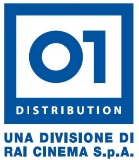 01
DISTRIBUTION
UNA DIVISIONE DI
RAI CINEMA S.p.A.